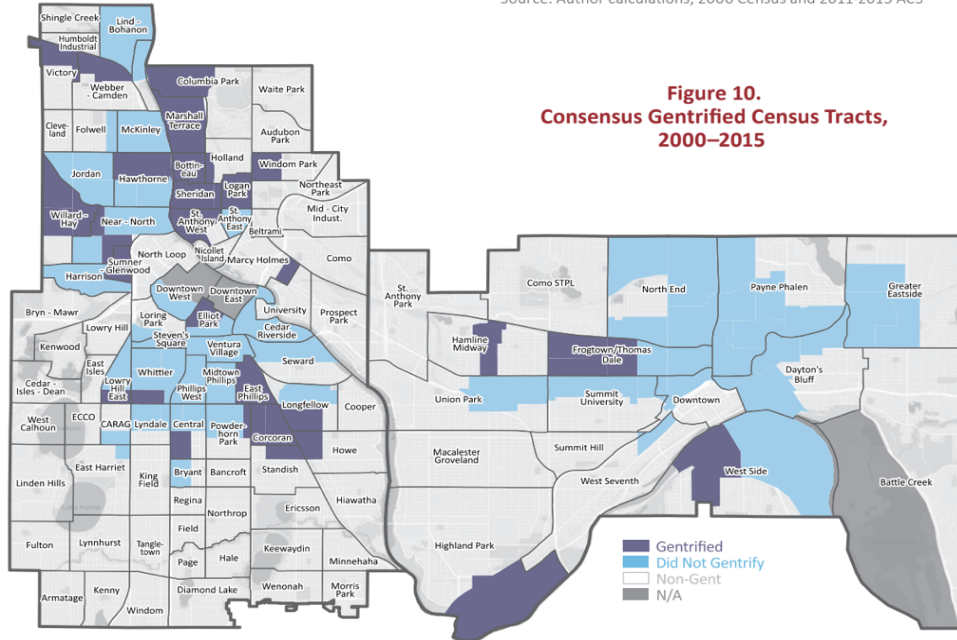 Source: Author calculations, 2000 Census and 2011-2015 ACS
Figure 10.
Consensus Gentrified Census Tracts,
2000–2015
Shingle Creek
Lind -
Bohanon
Humboldt
Industrial
Victory
Webber
- Camden
Columbia Park
Waite Park
Marshall
Terrace
Cleve-
land
Folwell
McKinley
Audubon
Park
Holland
Bottin-
eau
Windom Park
Jordan
Hawthorne
Sheridan
Logan
Park
Northeast
Park
Willard -
Hay
Near - North
St.
Anthony
West
St.
Anthony
East
Mid - City
Indust.
Beltrami
Sumner
- Glenwood
North Loop
Nicollet
Island
Marcy Holmes
Como
Harrison
Downtown
West
Downtown
East
University
Prospect
Park
St.
Anthony
Park
Como STPL
North End
Payne Phalen
Greater
Eastside
Bryn - Mawr
Loring
Park
Elliot
Park
Lowry Hill
Steven's
Square
Cedar
Riverside
Kenwood
East
Isles
Ventura
Village
Seward
Hamline
Midway
Frogtown/Thomas
Dale
Cedar -
Isles - Dean
Lowry
Hill
East
Whittier
Phillips
West
Midtown
Phillips
East
Phillips
Longfellow
Cooper
Union Park
Summit
University
Downtown
Dayton's
Bluff
West
Calhoun
ECCO
CARAG
Lyndale
Central
Powder-
horn
Park
Corcoran
Howe
Macalester
Groveland
Summit Hill
West Seventh
West Side
Battle Creek
East Harriet
King
Field
Bryant
Bancroft
Standish
Linden Hills
Regina
Northrop
Ericsson
Hiawatha
Field
Fulton
Lynnhurst
Tangle-
town
Page
Hale
Keewaydin
Minnehaha
Highland Park
Armatage
Kenny
Windom
Diamond Lake
Wenonah
Morris
Park
Gentrified
Did Not Gentrify
Non-Gent
N/A